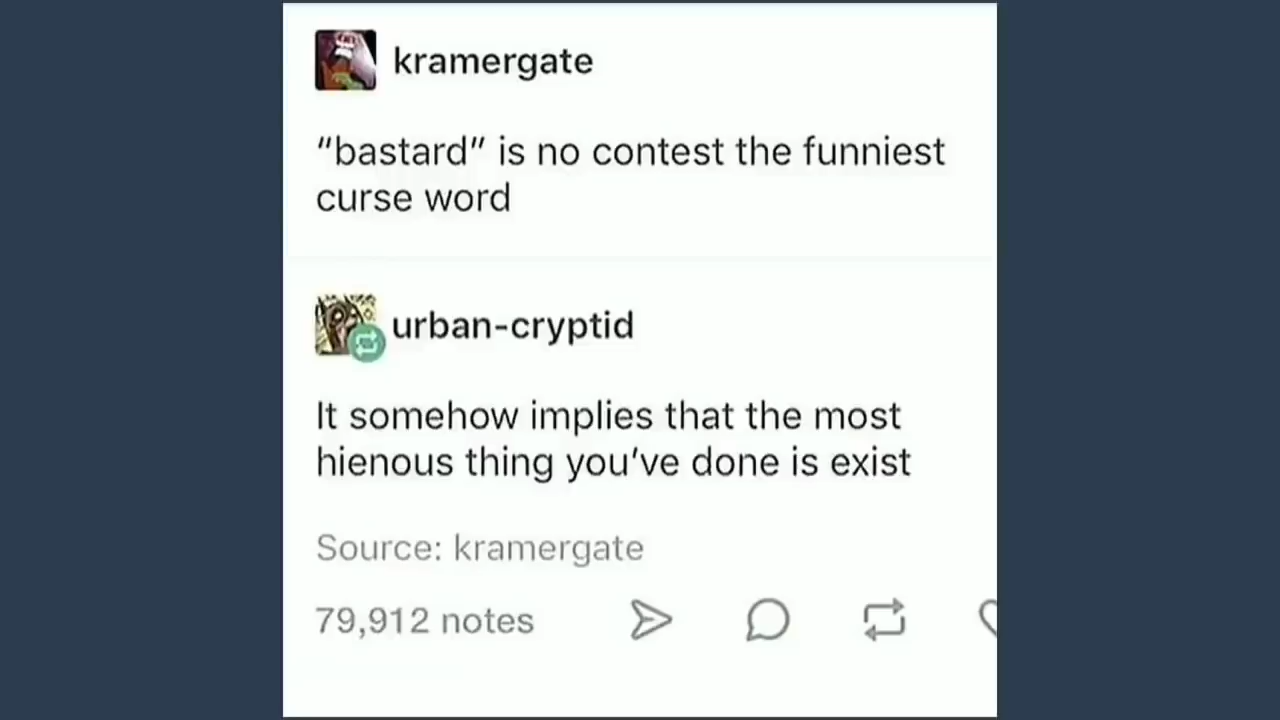 kramergate
"bastard" is no contest the funniest
curse word
urban-cryptid
It somehow implies that the most
hienous thing you've done is exist
Source: kramergate
79,912 notes